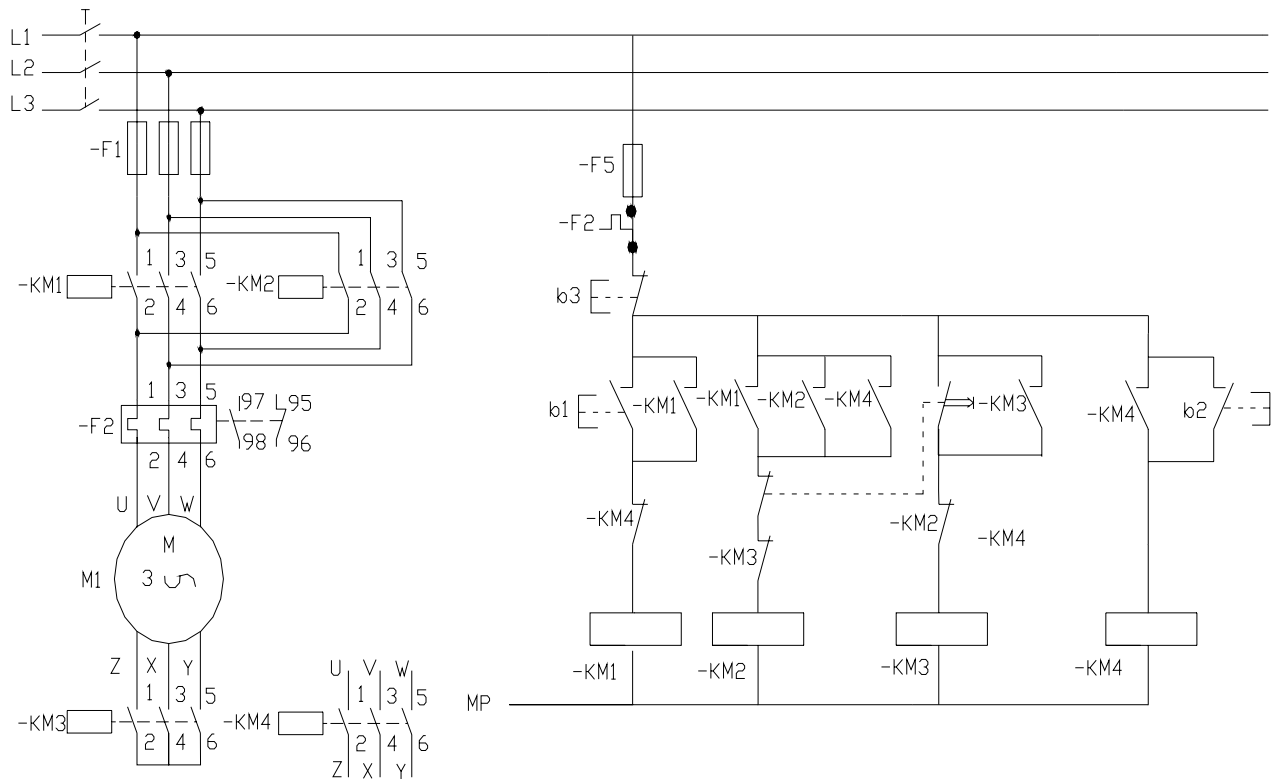 T
L1
L2
L3
-F1
-F5
-F2
1 3 5
1 3 5
-KM1
-KM2
b3
2 4 6
2 4 6
1 3 5
97 95
-F2
98 96
2 4 6
b1
-KM1
-KM1
-KM2
-KM4
-KM3
-KM4
b2
U V W
-KM4
-KM2
-KM4
M
-KM3
M1
3
Z X Y
U V W
-KM1
-KM2
-KM3
-KM4
1 3 5
1 3 5
MP
-KM3
-KM4
2 4 6
2 4 6
Z X Y